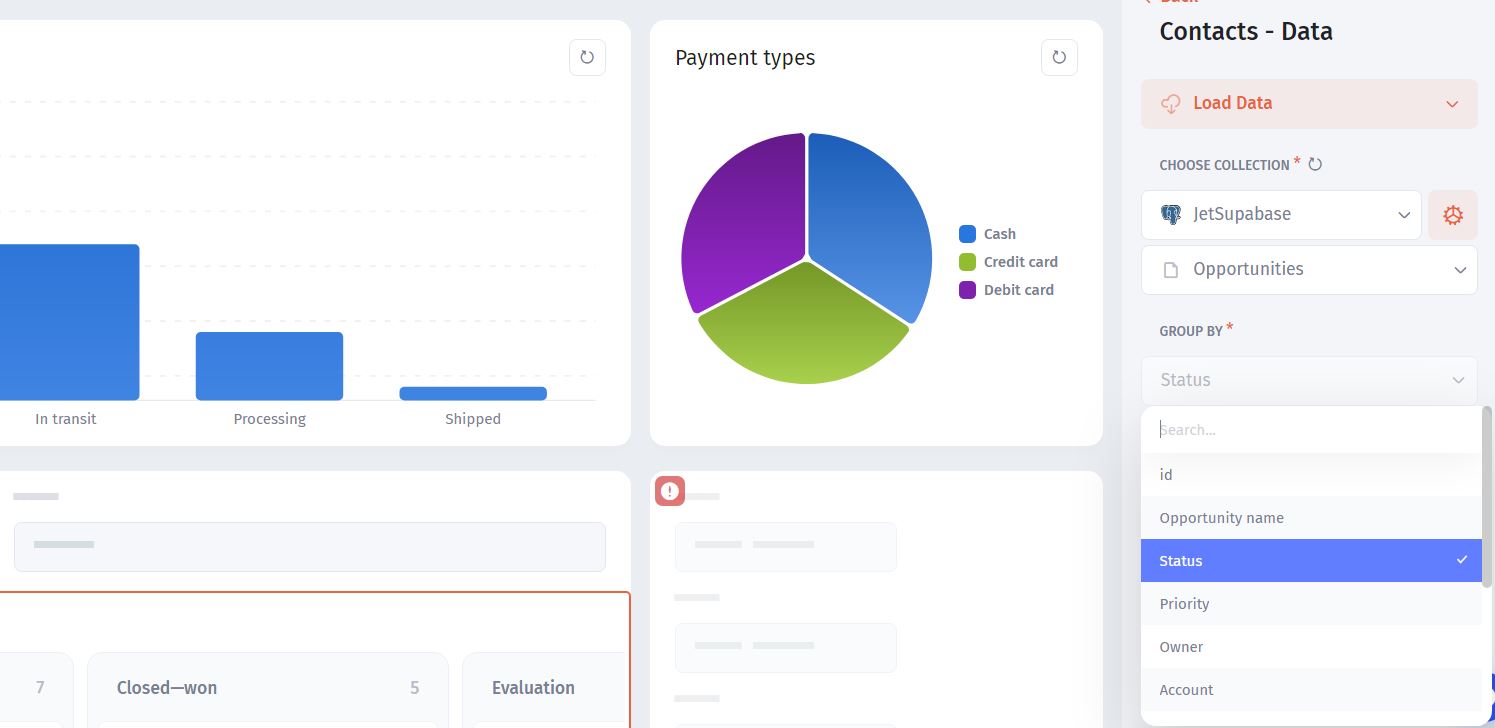 Back
Contacts - Data
Payment types
Load Data
CHOOSE COLLECTION *
JetSupabase
Cash
Credit card
Debit card
Opportunities
GROUP BY *
Status
In transit
Processing
Shipped
Search...
id
Opportunity name
Status
Priority
Owner
Account
7
Closed—won
5
Evaluation